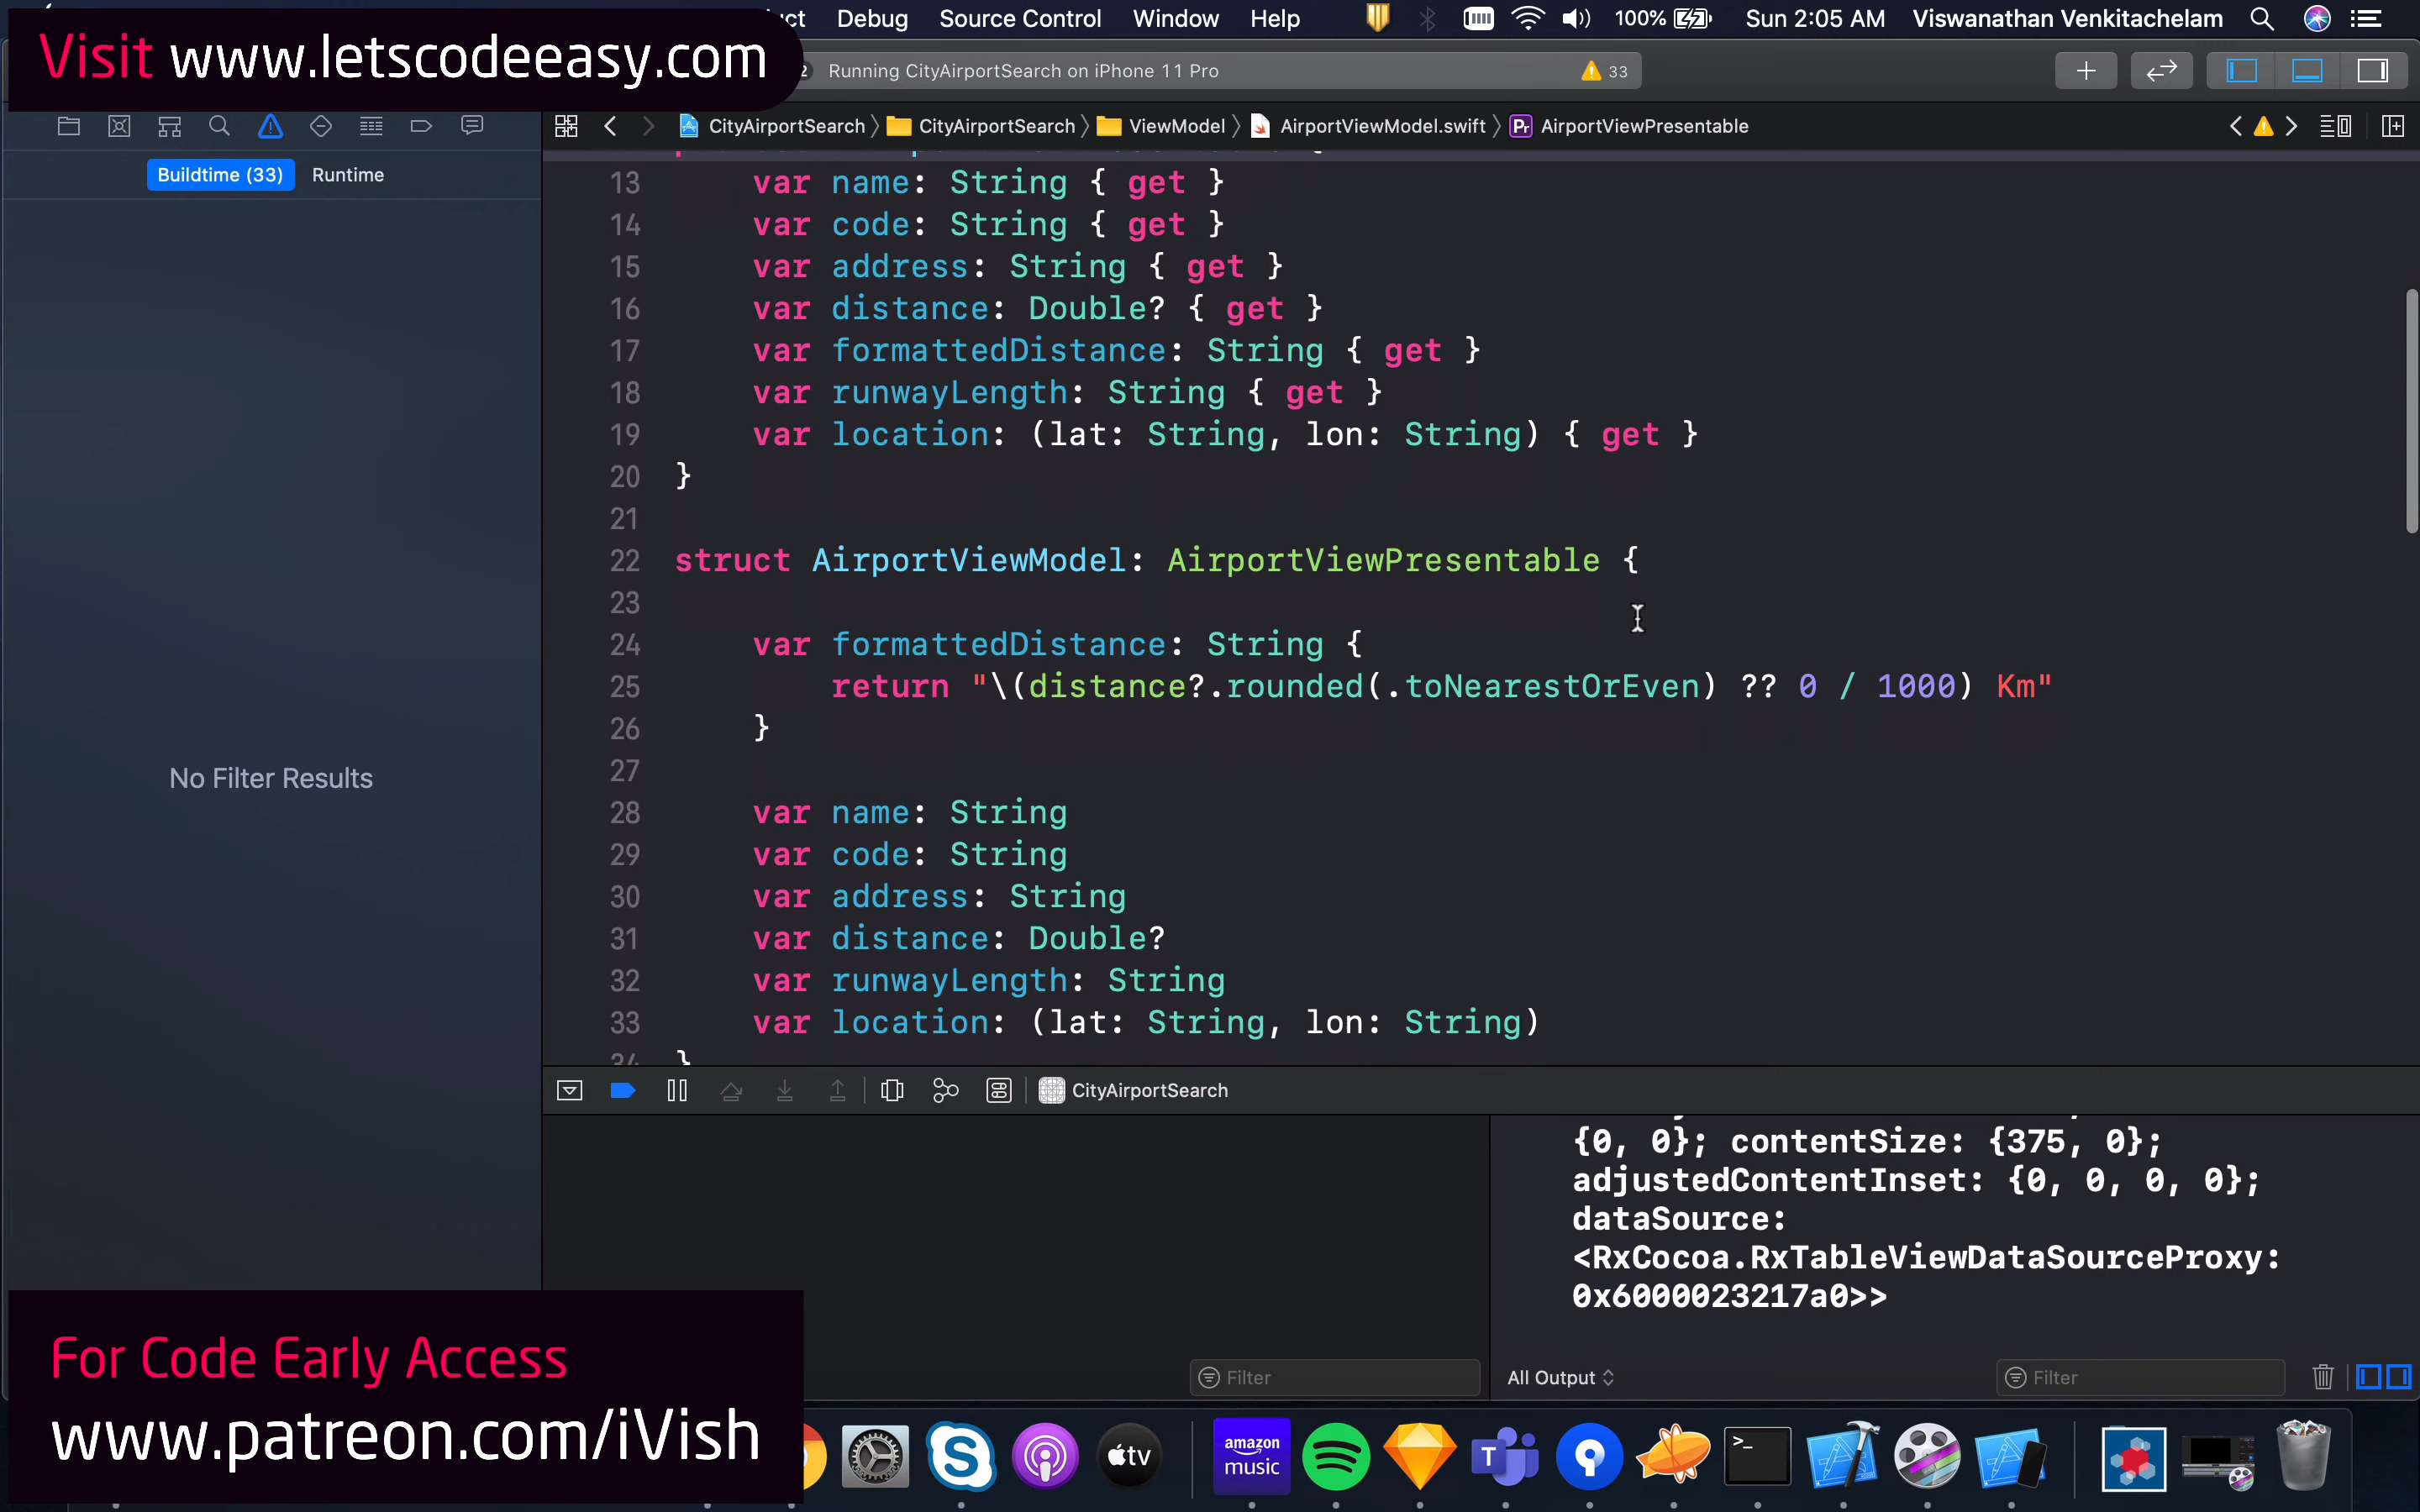 Visit www.letscodeeasy.com
Debug Source Control Window Help 100% Sun 2:05 AM Viswanathan Venkitachelam
Running CityAirportSearch on iPhone 11 Pro 33
CityAirportSearch CityAirportSearch ViewModel AirportViewModel.swift Pr AirportViewPresentable
Buildtime (33) Runtime
No Filter Results
13 var name: String { get }
14 var code: String { get }
15 var address: String { get }
16 var distance: Double? { get }
17 var formattedDistance: String { get }
18 var runwayLength: String { get }
19 var location: (lat: String, lon: String) { get }
20 }
21
22 struct AirportViewModel: AirportViewPresentable {
23
24 var formattedDistance: String {
25 return "\(distance?.rounded(.toNearestOrEven) ?? 0 / 1000) Km"
26 }
27
28 var name: String
29 var code: String
30 var address: String
31 var distance: Double?
32 var runwayLength: String
33 var location: (lat: String, lon: String)
34 }
CityAirportSearch
{0, 0}; contentSize: {375, 0};
adjustedContentInset: {0, 0, 0, 0};
dataSource:
<RxCocoa.RxTableViewDataSourceProxy:
0x6000023217a0>>
Filter
All Output
Filter
For Code Early Access
www.patreon.com/iVish
tv
amazon
music
T